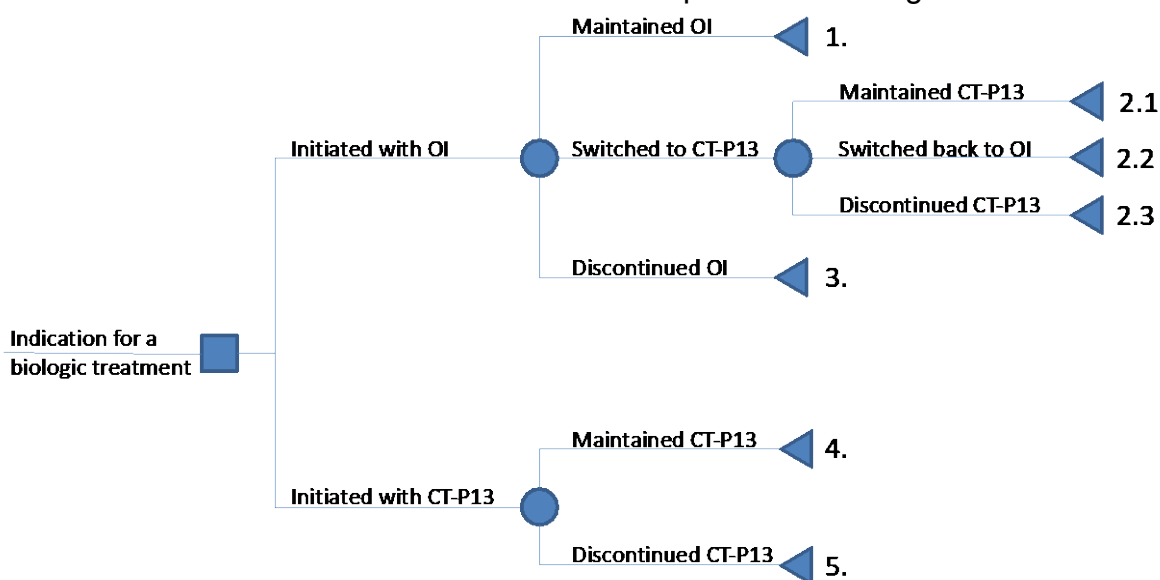 Maintained OI
1.
Maintained CT-P13
2.1
Initiated with OI
Switched to CT-P13
Switched back to OI
2.2
Discontinued CT-P13
2.3
Discontinued OI
3.
Indication for a
biologic treatment
Maintained CT-P13
4.
Initiated with CT-P13
Discontinued CT-P13
5.